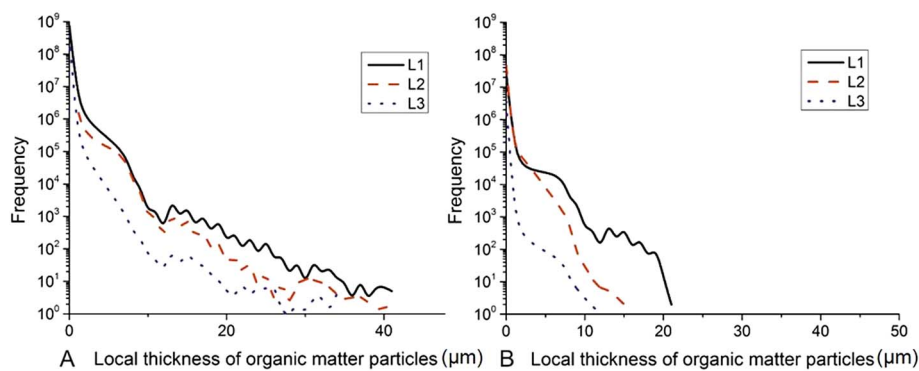 10⁹
10⁸
10⁷
10⁶
10⁵
10⁴
10³
10²
10¹
10⁰
Frequency
L1
L2
L3
0
20
40
A Local thickness of organic matter particles (μm)
10⁹
10⁸
10⁷
10⁶
10⁵
10⁴
10³
10²
10¹
10⁰
Frequency
L1
L2
L3
0
10
20
30
40
50
B Local thickness of organic matter particles (μm)